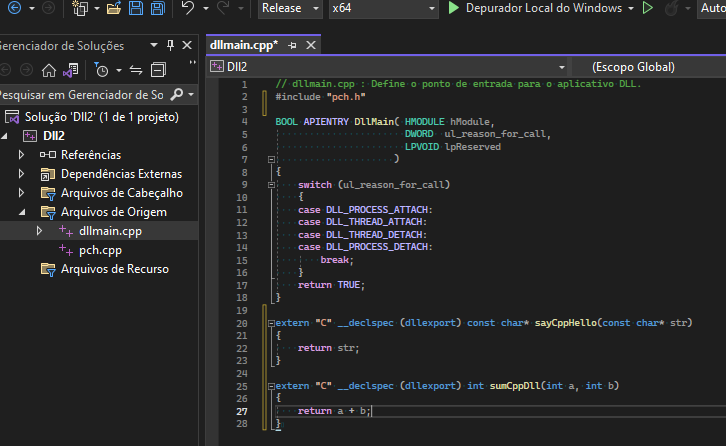 Release x64 Depurador Local do Windows Auto
Gerenciador de Soluções
dllmain.cpp*
Dll2 (Escopo Global)
Pesquisar em Gerenciador de So
Solução 'Dll2' (1 de 1 projeto)
Dll2
Referências
Dependências Externas
Arquivos de Cabeçalho
Arquivos de Origem
dllmain.cpp
pch.cpp
Arquivos de Recurso
1 // dllmain.cpp : Define o ponto de entrada para o aplicativo DLL.
2 #include "pch.h"
3
4 BOOL APIENTRY DllMain( HMODULE hModule,
5 DWORD ul_reason_for_call,
6 LPVOID lpReserved
7 )
8 {
9 switch (ul_reason_for_call)
10 {
11 case DLL_PROCESS_ATTACH:
12 case DLL_THREAD_ATTACH:
13 case DLL_THREAD_DETACH:
14 case DLL_PROCESS_DETACH:
15 break;
16 }
17 return TRUE;
18 }
19
20 extern "C" __declspec (dllexport) const char* sayCppHello(const char* str)
21 {
22 return str;
23 }
24
25 extern "C" __declspec (dllexport) int sumCppDll(int a, int b)
26 {
27 return a + b;
28 }